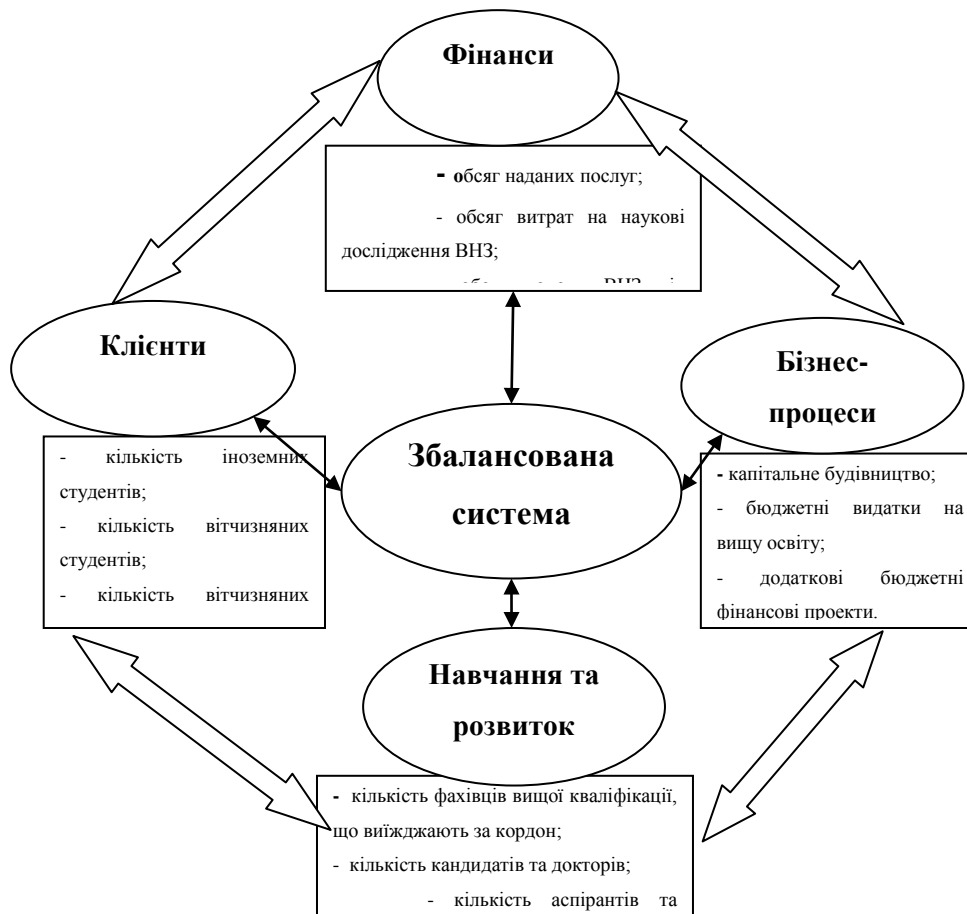 Фінанси
- обсяг наданих послуг;
- обсяг витрат на наукові
дослідження ВНЗ;
Клієнти
- кількість іноземних
студентів;
- кількість вітчизняних
студентів;
- кількість вітчизняних
Збалансована
система
Бізнес-
процеси
- капітальне будівництво;
- бюджетні видатки на
вищу освіту;
- додаткові бюджетні
фінансові проекти.
Навчання та
розвиток
- кількість фахівців вищої кваліфікації,
що виїжджають за кордон;
- кількість кандидатів та докторів;
- кількість аспірантів та